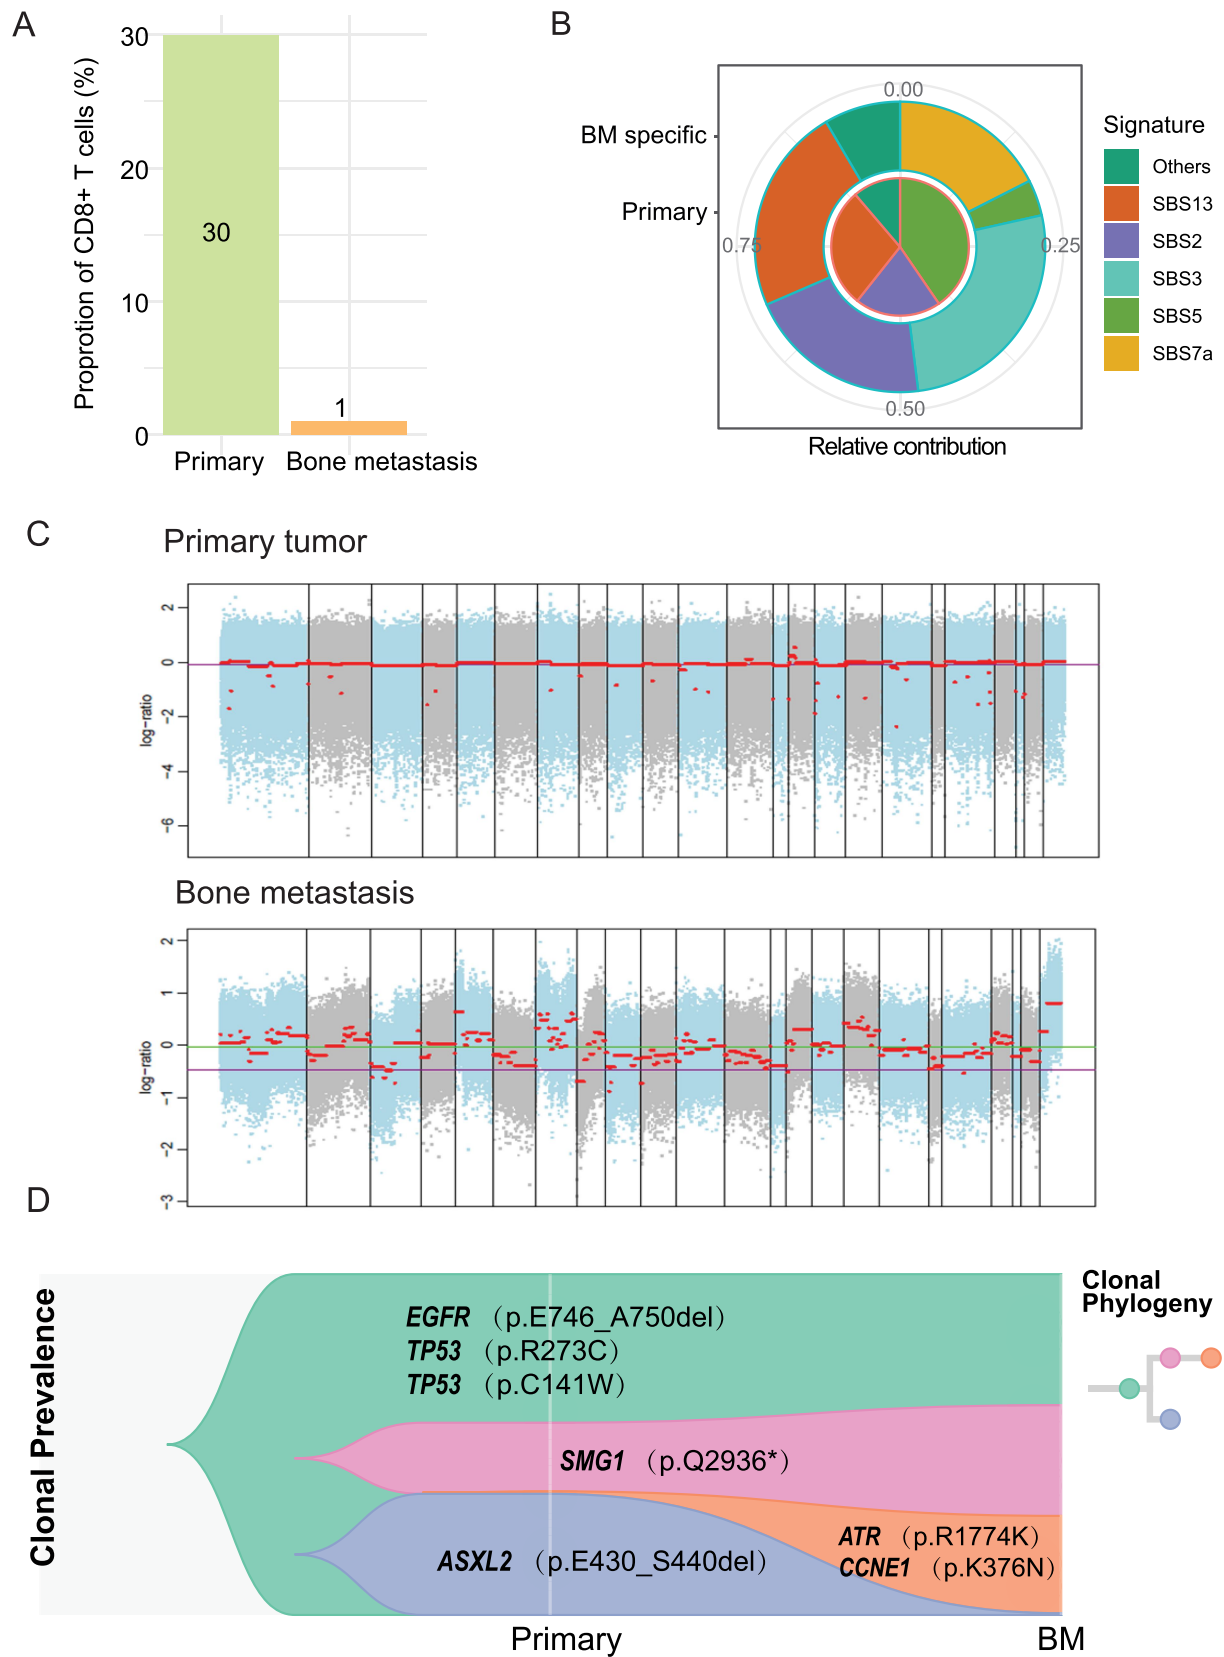 A
Proprotion of CD8+ T cells (%)
30
20
10
0
30
1
Primary
Bone metastasis
B
BM specific
Primary
0.00
0.25
0.50
0.75
Relative contribution
Signature
Others
SBS13
SBS2
SBS3
SBS5
SBS7a
C
Primary tumor
log-ratio
2
0
-2
-4
-6
Bone metastasis
log-ratio
2
1
0
-1
-2
-3
D
Clonal Prevalence
EGFR (p.E746_A750del)
TP53 (p.R273C)
TP53 (p.C141W)
SMG1 (p.Q2936*)
ASXL2 (p.E430_S440del)
ATR (p.R1774K)
CCNE1 (p.K376N)
Primary
BM
Clonal
Phylogeny